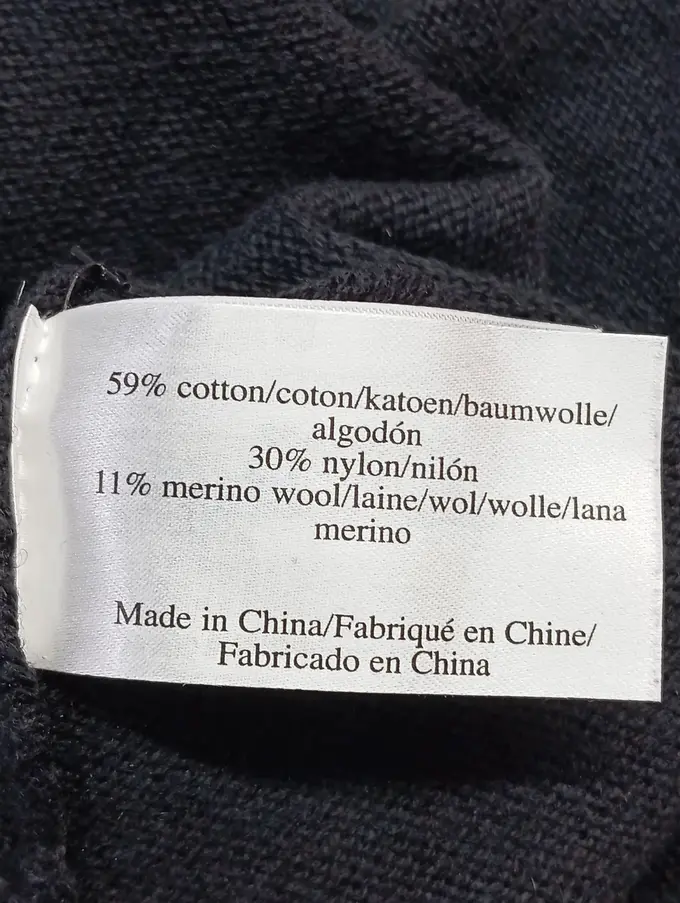 59% cotton/coton/katoen/baumwolle/
algodón
30% nylon/nilón
11% merino wool/laine/wol/wolle/lana
merino
Made in China/Fabriqué en Chine/
Fabricado en China